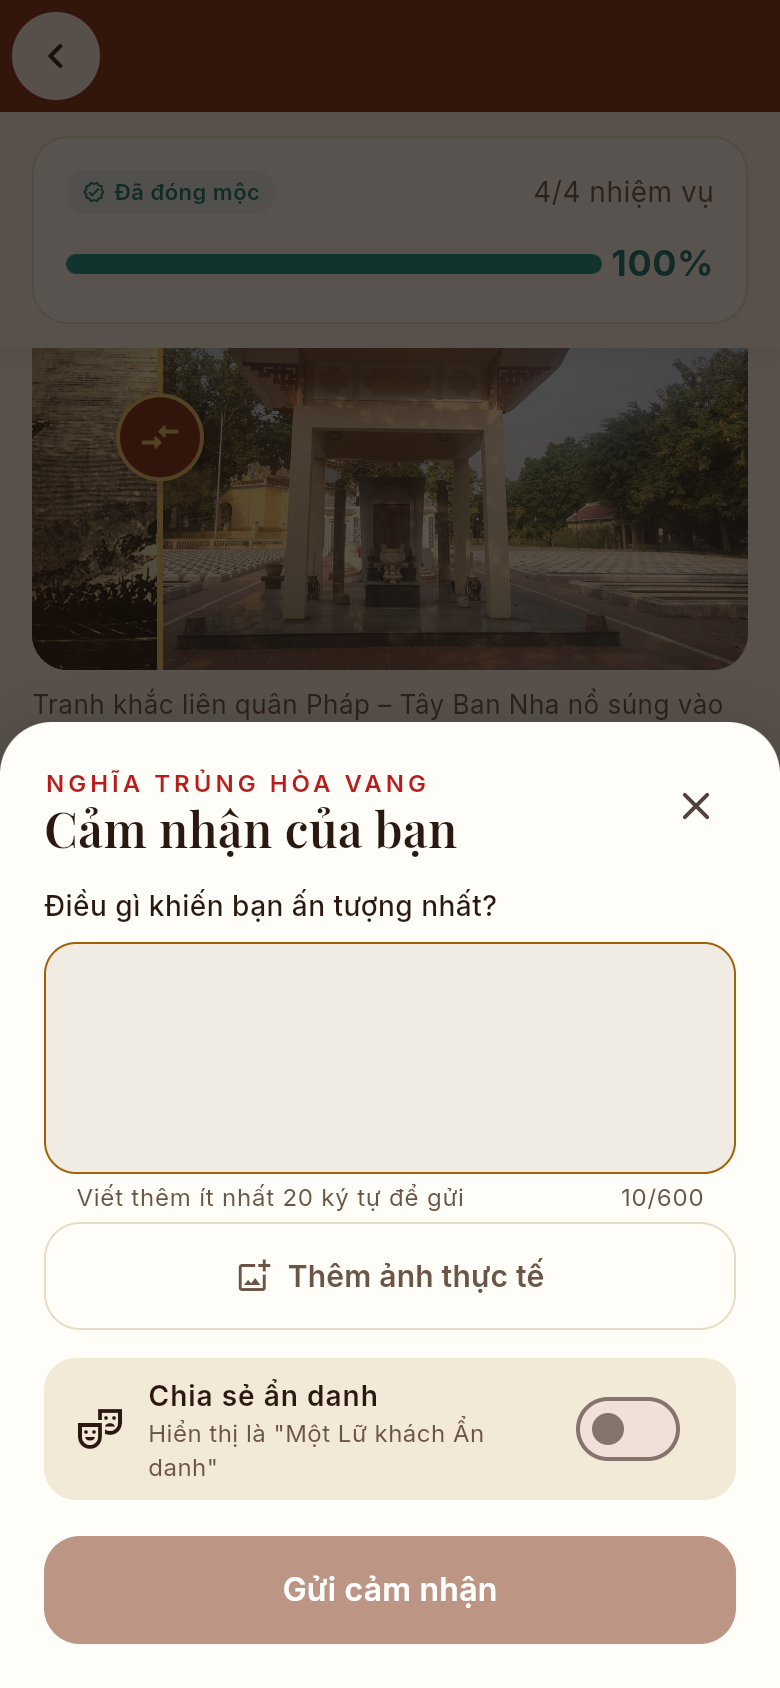 Đã đóng mộc
4/4 nhiệm vụ
100%
Tranh khắc liên quân Pháp – Tây Ban Nha nổ súng vào
NGHĨA TRỦNG HÒA VANG
Cảm nhận của bạn
Điều gì khiến bạn ấn tượng nhất?
Viết thêm ít nhất 20 ký tự để gửi
10/600
Thêm ảnh thực tế
Chia sẻ ẩn danh
Hiển thị là "Một Lữ khách Ẩn
danh"
Gửi cảm nhận